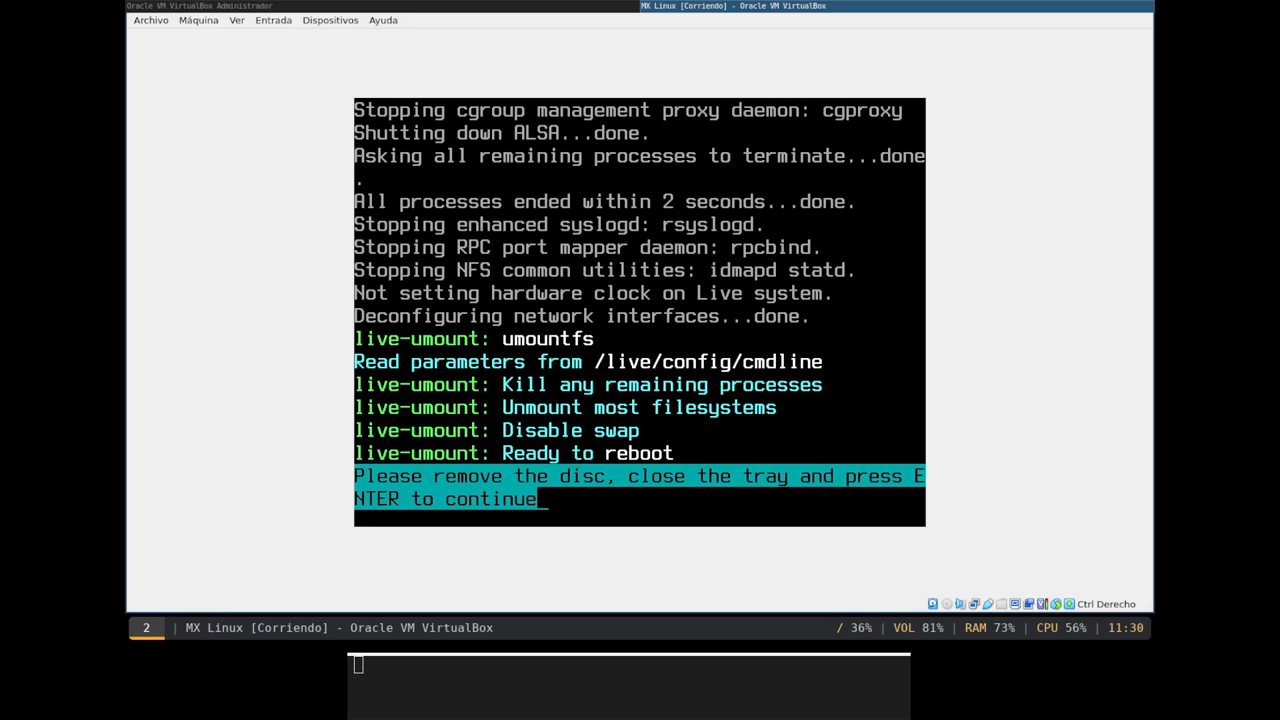 Oracle VM VirtualBox Administrador
MX Linux [Corriendo] - Oracle VM VirtualBox
Archivo Máquina Ver Entrada Dispositivos Ayuda
Stopping cgroup management proxy daemon: cgproxy
Shutting down ALSA...done.
Asking all remaining processes to terminate...done
.
All processes ended within 2 seconds...done.
Stopping enhanced syslogd: rsyslogd.
Stopping RPC port mapper daemon: rpcbind.
Stopping NFS common utilities: idmapd statd.
Not setting hardware clock on Live system.
Deconfiguring network interfaces...done.
live-umount: umountfs
Read parameters from /live/config/cmdline
live-umount: Kill any remaining processes
live-umount: Unmount most filesystems
live-umount: Disable swap
live-umount: Ready to reboot
Please remove the disc, close the tray and press E
NTER to continue_
Ctrl Derecho
2 | MX Linux [Corriendo] - Oracle VM VirtualBox / 36% | VOL 81% | RAM 73% | CPU 56% | 11:30